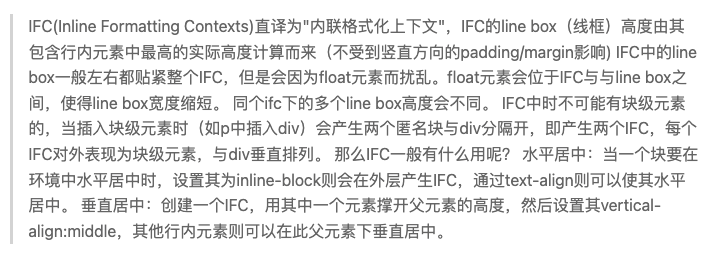 IFC(Inline Formatting Contexts)直译为"内联格式化上下文"，IFC的line box（线框）高度由其
包含行内元素中最高的实际高度计算而来（不受到竖直方向的padding/margin影响) IFC中的line
box一般左右都贴紧整个IFC，但是会因为float元素而扰乱。float元素会位于IFC与与line box之
间，使得line box宽度缩短。 同个ifc下的多个line box高度会不同。 IFC中时不可能有块级元素
的，当插入块级元素时（如p中插入div）会产生两个匿名块与div分隔开，即产生两个IFC，每个
IFC对外表现为块级元素，与div垂直排列。 那么IFC一般有什么用呢？ 水平居中：当一个块要在
环境中水平居中时，设置其为inline-block则会在外层产生IFC，通过text-align则可以使其水平
居中。 垂直居中：创建一个IFC，用其中一个元素撑开父元素的高度，然后设置其vertical-
align:middle，其他行内元素则可以在此父元素下垂直居中。